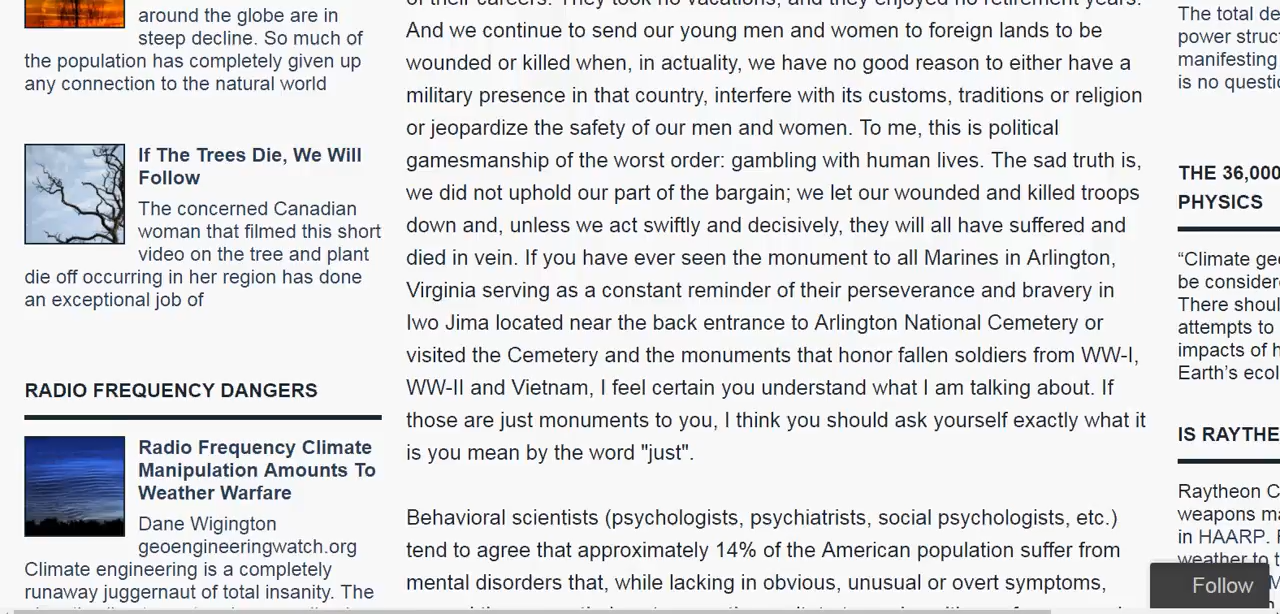 around the globe are in
steep decline. So much of
the population has completely given up
any connection to the natural world
If The Trees Die, We Will
Follow
The concerned Canadian
woman that filmed this short
video on the tree and plant
die off occurring in her region has done
an exceptional job of
RADIO FREQUENCY DANGERS
Radio Frequency Climate
Manipulation Amounts To
Weather Warfare
Dane Wigington
geoengineeringwatch.org
Climate engineering is a completely
runaway juggernaut of total insanity. The
of their careers. They took no vacations, and they enjoyed no retirement years.
And we continue to send our young men and women to foreign lands to be
wounded or killed when, in actuality, we have no good reason to either have a
military presence in that country, interfere with its customs, traditions or religion
or jeopardize the safety of our men and women. To me, this is political
gamesmanship of the worst order: gambling with human lives. The sad truth is,
we did not uphold our part of the bargain; we let our wounded and killed troops
down and, unless we act swiftly and decisively, they will all have suffered and
died in vein. If you have ever seen the monument to all Marines in Arlington,
Virginia serving as a constant reminder of their perseverance and bravery in
Iwo Jima located near the back entrance to Arlington National Cemetery or
visited the Cemetery and the monuments that honor fallen soldiers from WW-I,
WW-II and Vietnam, I feel certain you understand what I am talking about. If
those are just monuments to you, I think you should ask yourself exactly what it
is you mean by the word "just".
Behavioral scientists (psychologists, psychiatrists, social psychologists, etc.)
tend to agree that approximately 14% of the American population suffer from
mental disorders that, while lacking in obvious, unusual or overt symptoms,
The total de
power struct
manifesting
is no questio
THE 36,000
PHYSICS
“Climate geo
be considere
There shoul
attempts to
impacts of h
Earth’s ecol
IS RAYTHE
Raytheon C
weapons ma
in HAARP. F
weather to t
Follow